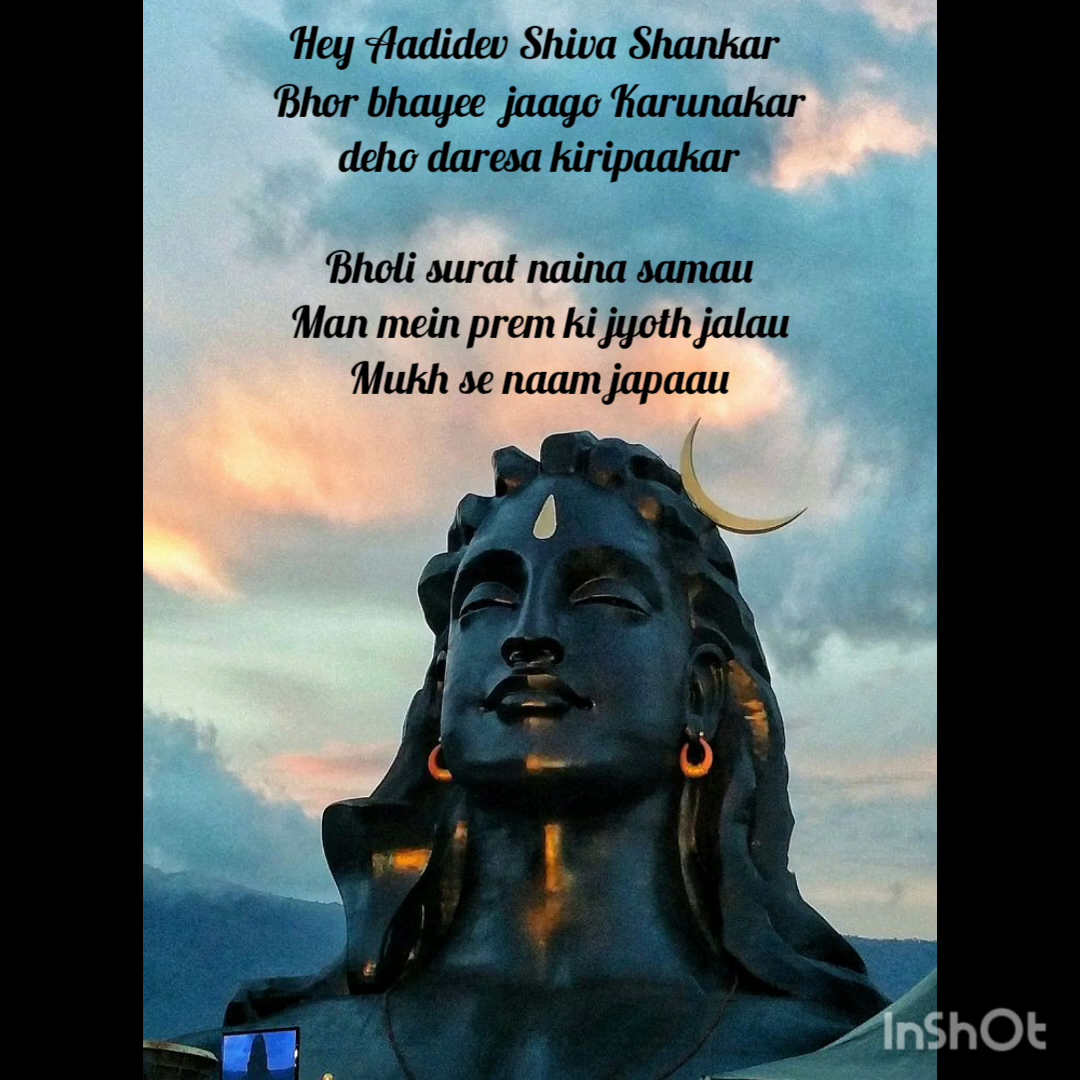 Hey Aadidev Shiva Shankar
Bhor bhayee jaago Karunakar
deho daresa kiripaakar
Bholi surat naina samau
Man mein prem ki jyoth jalau
Mukh se naam japaau
InShOt